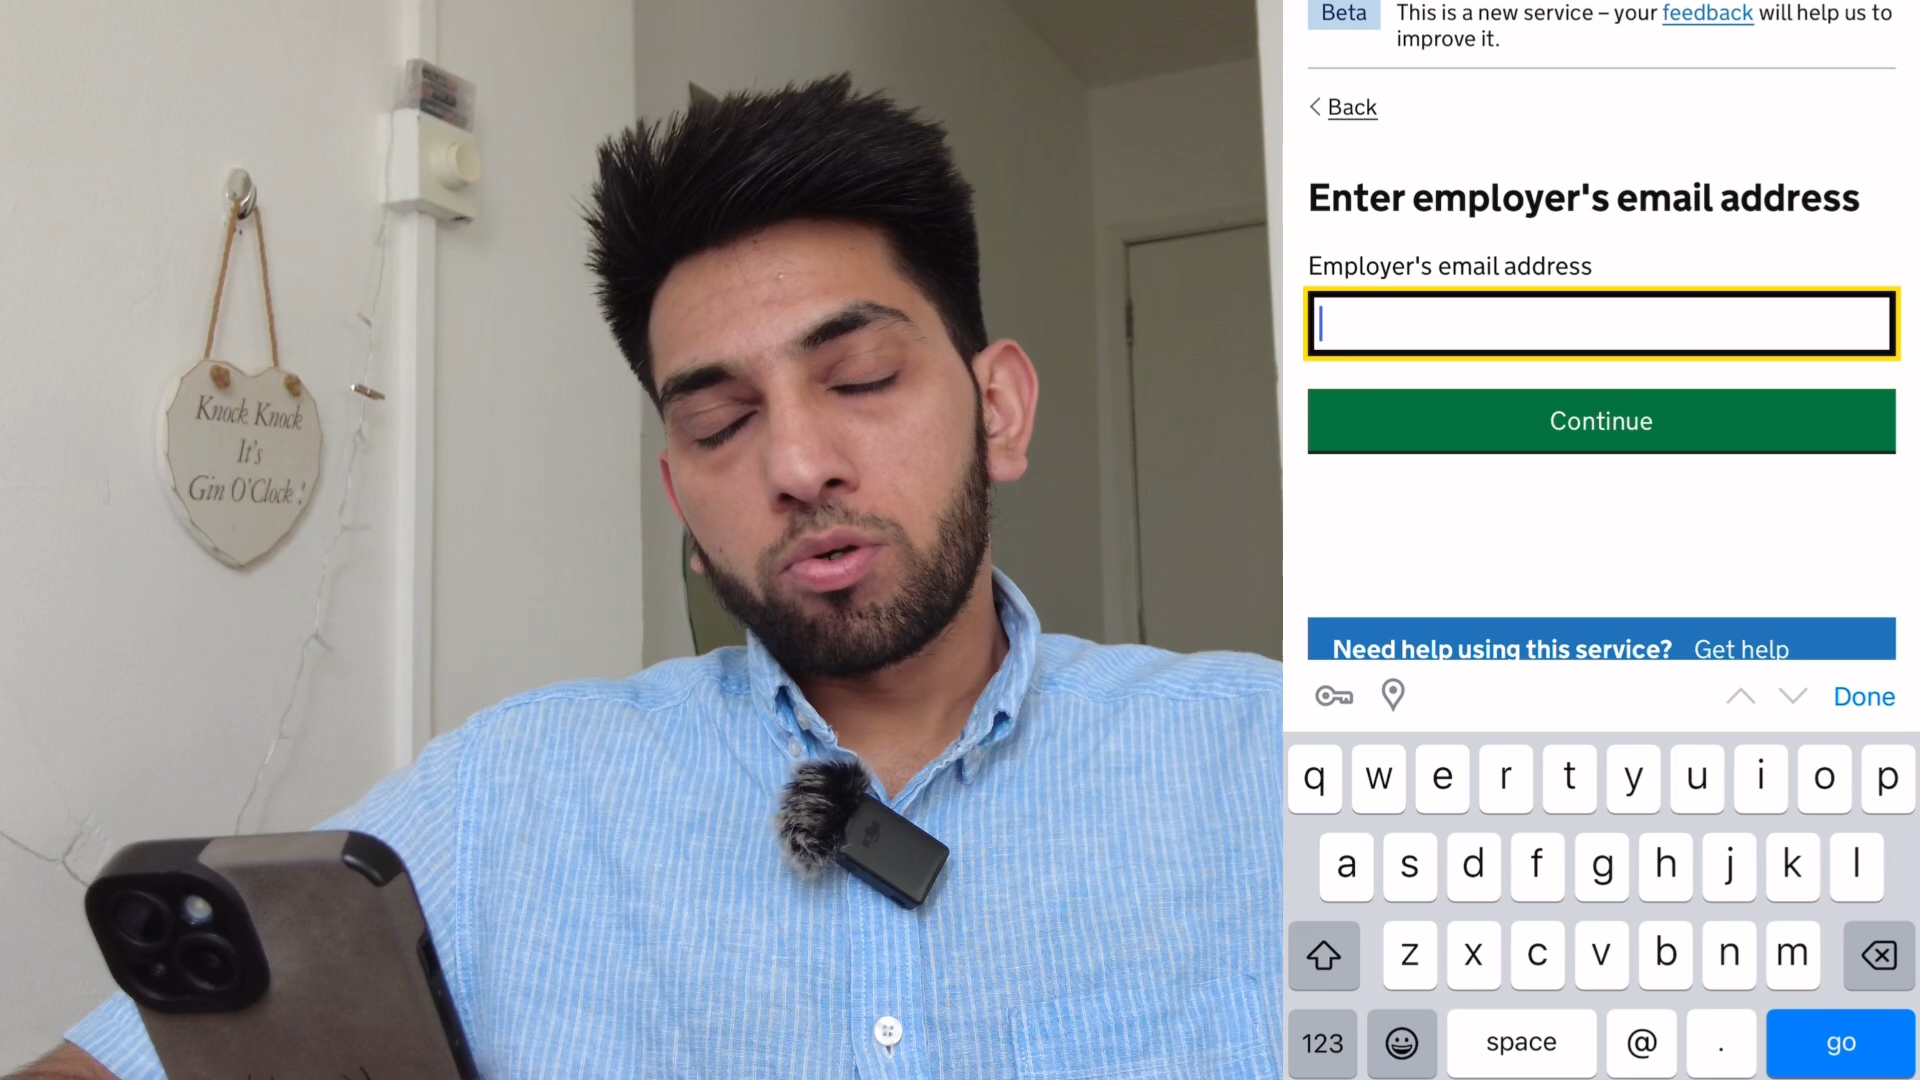 Knock Knock
It's
Gin O'Clock !
Beta
This is a new service – your feedback will help us to
improve it.
Back
Enter employer's email address
Employer's email address
Continue
Need help using this service? Get help
Done
q w e r t y u i o p
a s d f g h j k l
z x c v b n m
123 space @ . go